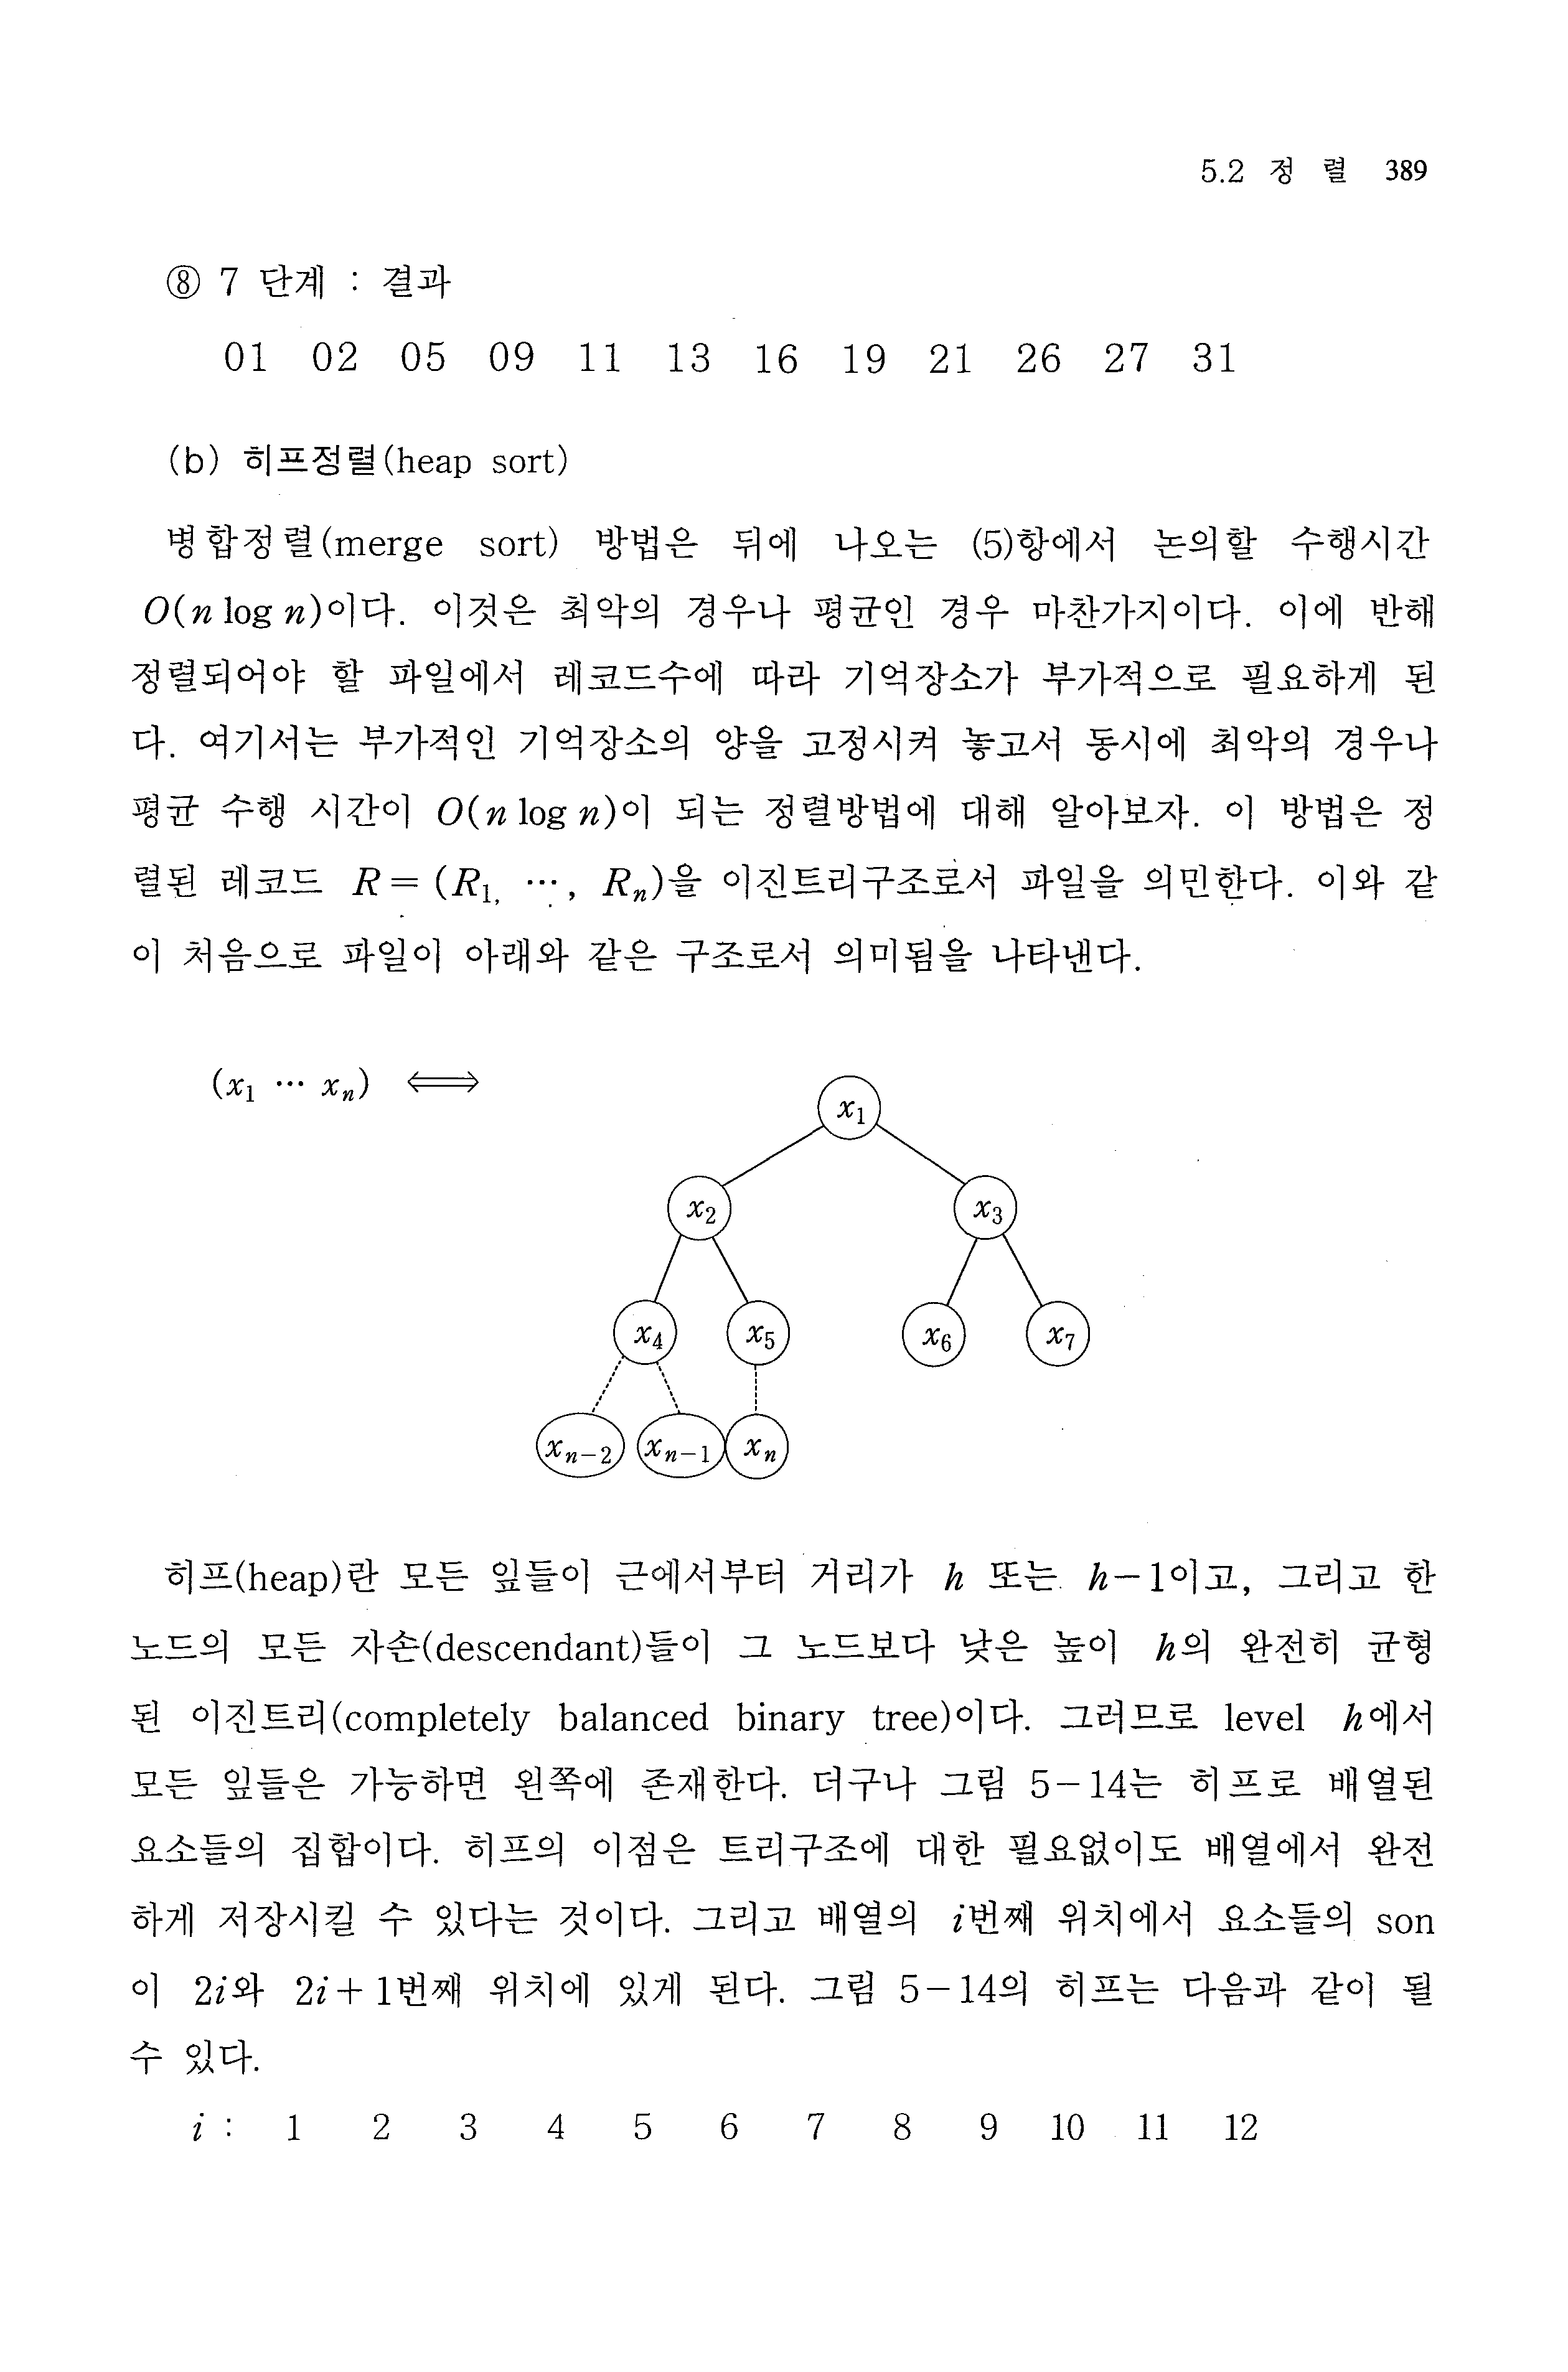 5.2 정 렬 389
⑧ 7 단계 : 결과
01 02 05 09 11 13 16 19 21 26 27 31
(b) 히프정렬(heap sort)
병합정렬(merge sort) 방법은 뒤에 나오는 (5)항에서 논의할 수행시간
O(n log n)이다. 이것은 최악의 경우나 평균인 경우 마찬가지이다. 이에 반해
정렬되어야 할 파일에서 레코드수에 따라 기억장소가 부가적으로 필요하게 된
다. 여기서는 부가적인 기억장소의 양을 고정시켜 놓고서 동시에 최악의 경우나
평균 수행 시간이 O(n log n)이 되는 정렬방법에 대해 알아보자. 이 방법은 정
렬된 레코드 R=(R₁, ⋯, Rₙ)을 이진트리구조로서 파일을 의민한다. 이와 같
이 처음으로 파일이 아래와 같은 구조로서 의미됨을 나타낸다.
(x₁ ⋯ xₙ) ⟺
x₁
x₂ x₃
x₄ x₅ x₆ x₇
xₙ₋₂ xₙ₋₁ xₙ
히프(heap)란 모든 잎들이 근에서부터 거리가 h 또는 h−1이고, 그리고 한
노드의 모든 자손(descendant)들이 그 노드보다 낮은 높이 h의 완전히 균형
된 이진트리(completely balanced binary tree)이다. 그러므로 level h에서
모든 잎들은 가능하면 왼쪽에 존재한다. 더구나 그림 5−14는 히프로 배열된
요소들의 집합이다. 히프의 이점은 트리구조에 대한 필요없이도 배열에서 완전
하게 저장시킬 수 있다는 것이다. 그리고 배열의 i번째 위치에서 요소들의 son
이 2i와 2i+1번째 위치에 있게 된다. 그림 5−14의 히프는 다음과 같이 될
수 있다.
i : 1 2 3 4 5 6 7 8 9 10 11 12